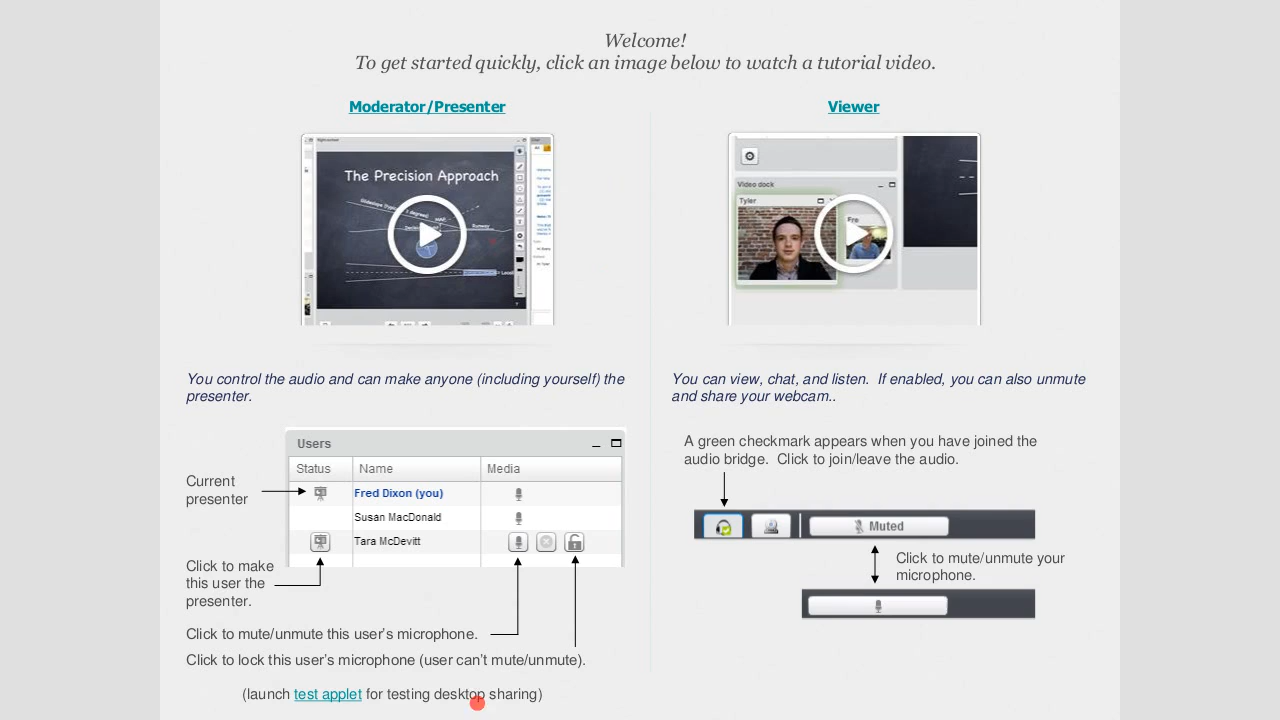 Welcome!
To get started quickly, click an image below to watch a tutorial video.
Moderator/Presenter
The Precision Approach
Runway
You control the audio and can make anyone (including yourself) the
presenter.
Users
Status Name Media
Current
presenter
Fred Dixon (you)
Susan MacDonald
Tara McDevitt
Click to make
this user the
presenter.
Click to mute/unmute this user's microphone.
Click to lock this user's microphone (user can't mute/unmute).
(launch test applet for testing desktop sharing)
Viewer
Video dock
Tyler
Fre
You can view, chat, and listen.  If enabled, you can also unmute
and share your webcam..
A green checkmark appears when you have joined the
audio bridge.  Click to join/leave the audio.
Muted
Click to mute/unmute your
microphone.